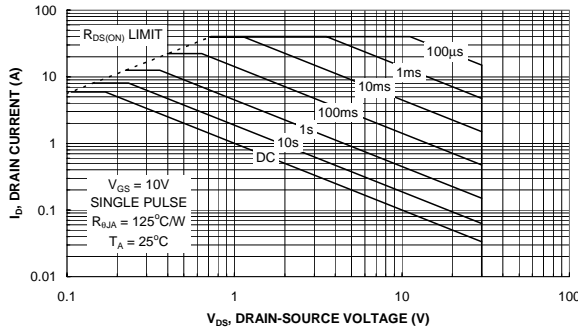 100
10
1
0.1
0.01
I_D, DRAIN CURRENT (A)
R_DS(ON) LIMIT
100µs
1ms
10ms
100ms
1s
10s
DC
V_GS = 10V
SINGLE PULSE
R_θJA = 125°C/W
T_A = 25°C
0.1
1
10
100
V_DS, DRAIN-SOURCE VOLTAGE (V)